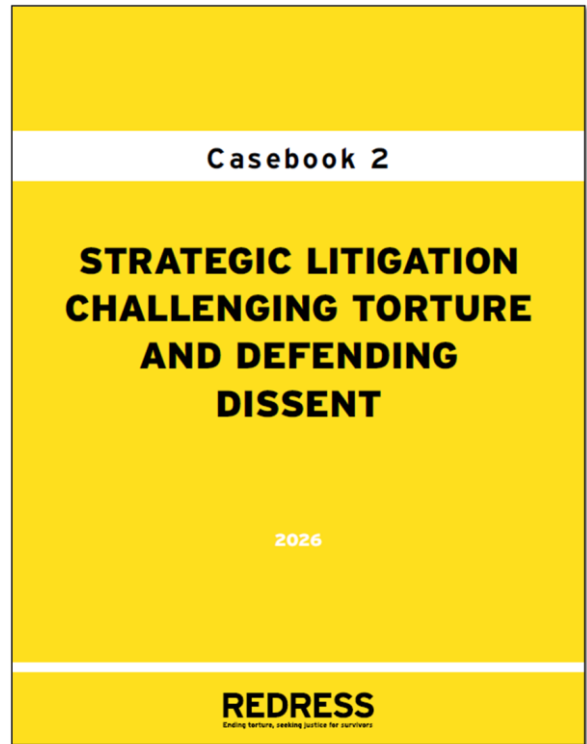 Casebook 2
STRATEGIC LITIGATION
CHALLENGING TORTURE
AND DEFENDING
DISSENT
2026
REDRESS
Ending torture, seeking justice for survivors